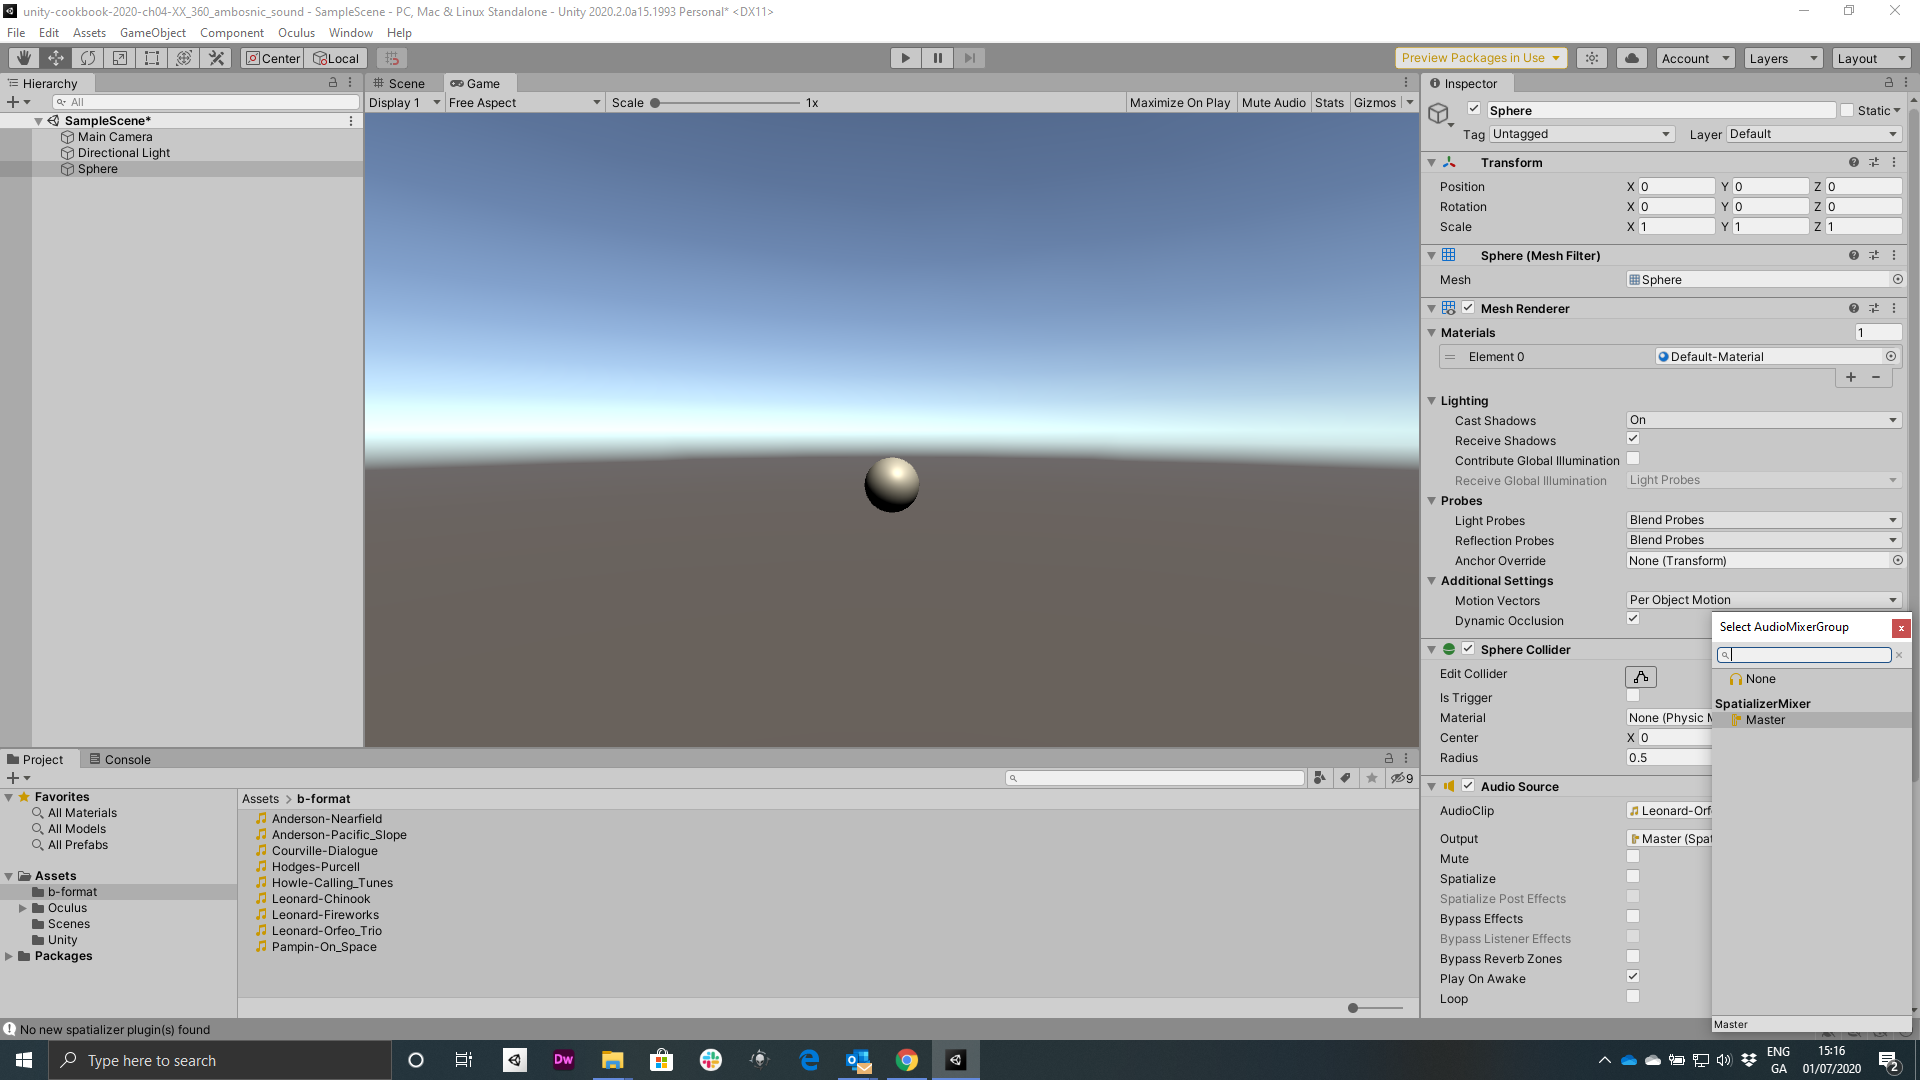 unity-cookbook-2020-ch04-XX_360_ambosnic_sound - SampleScene - PC, Mac & Linux Standalone - Unity 2020.2.0a15.1993 Personal* <DX11>
File Edit Assets GameObject Component Oculus Window Help
Center Local Preview Packages in Use Account Layers Layout
Hierarchy
All
SampleScene*
Main Camera
Directional Light
Sphere
Scene Game
Display 1 Free Aspect Scale 1x Maximize On Play Mute Audio Stats Gizmos
Inspector
Sphere Static
Tag Untagged Layer Default
Transform
Position X 0 Y 0 Z 0
Rotation X 0 Y 0 Z 0
Scale X 1 Y 1 Z 1
Sphere (Mesh Filter)
Mesh Sphere
Mesh Renderer
Materials 1
Element 0 Default-Material
Lighting
Cast Shadows On
Receive Shadows
Contribute Global Illumination
Receive Global Illumination Light Probes
Probes
Light Probes Blend Probes
Reflection Probes Blend Probes
Anchor Override None (Transform)
Additional Settings
Motion Vectors Per Object Motion
Dynamic Occlusion
Sphere Collider
Edit Collider
Is Trigger
Material None (Physic M
Center X 0
Radius 0.5
Audio Source
AudioClip Leonard-Orf
Output Master (Spat
Mute
Spatialize
Spatialize Post Effects
Bypass Effects
Bypass Listener Effects
Bypass Reverb Zones
Play On Awake
Loop
Select AudioMixerGroup x
None
SpatializerMixer
Master
Master
Project Console
9
Favorites
All Materials
All Models
All Prefabs
Assets
b-format
Oculus
Scenes
Unity
Packages
Assets > b-format
Anderson-Nearfield
Anderson-Pacific_Slope
Courville-Dialogue
Hodges-Purcell
Howle-Calling_Tunes
Leonard-Chinook
Leonard-Fireworks
Leonard-Orfeo_Trio
Pampin-On_Space
No new spatializer plugin(s) found
Type here to search
Dw
ENG
GA
15:16
01/07/2020
2